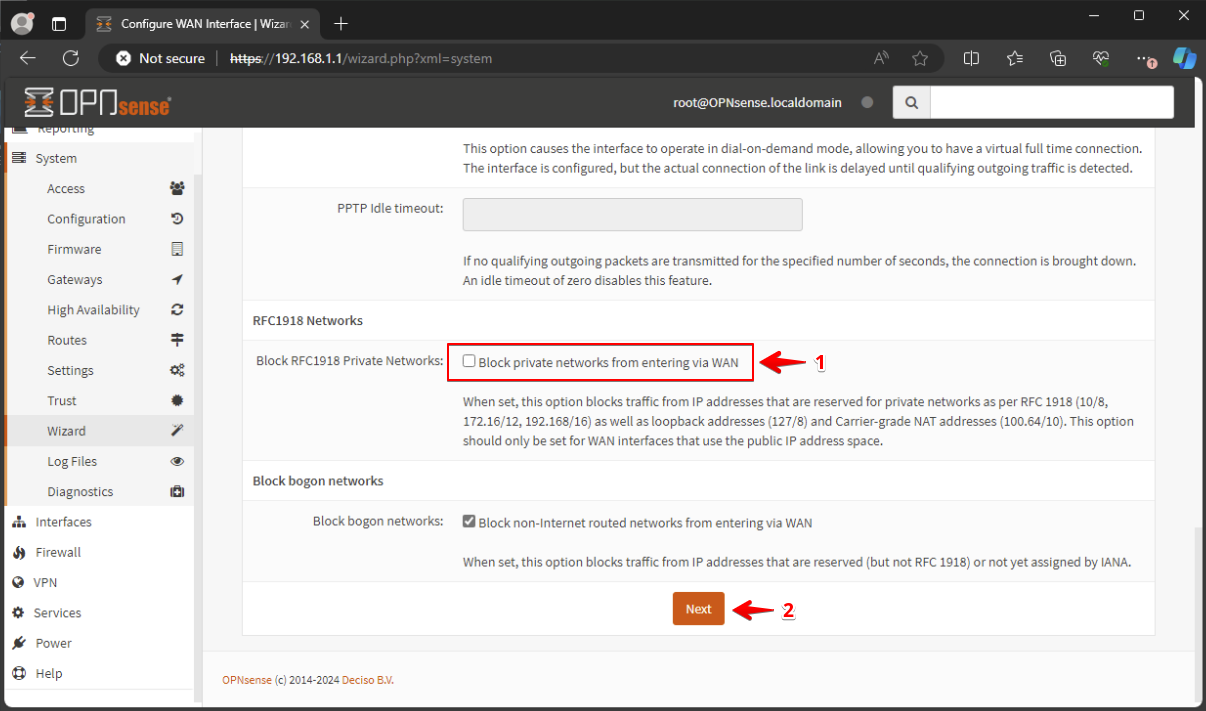 Configure WAN Interface | Wizar
Not secure
https://192.168.1.1/wizard.php?xml=system
OPNsense
root@OPNsense.localdomain
Reporting
System
Access
Configuration
Firmware
Gateways
High Availability
Routes
Settings
Trust
Wizard
Log Files
Diagnostics
Interfaces
Firewall
VPN
Services
Power
Help
This option causes the interface to operate in dial-on-demand mode, allowing you to have a virtual full time connection.
The interface is configured, but the actual connection of the link is delayed until qualifying outgoing traffic is detected.
PPTP Idle timeout:
If no qualifying outgoing packets are transmitted for the specified number of seconds, the connection is brought down.
An idle timeout of zero disables this feature.
RFC1918 Networks
Block RFC1918 Private Networks: Block private networks from entering via WAN 1
When set, this option blocks traffic from IP addresses that are reserved for private networks as per RFC 1918 (10/8,
172.16/12, 192.168/16) as well as loopback addresses (127/8) and Carrier-grade NAT addresses (100.64/10). This option
should only be set for WAN interfaces that use the public IP address space.
Block bogon networks
Block bogon networks: Block non-Internet routed networks from entering via WAN
When set, this option blocks traffic from IP addresses that are reserved (but not RFC 1918) or not yet assigned by IANA.
Next 2
OPNsense (c) 2014-2024 Deciso B.V.